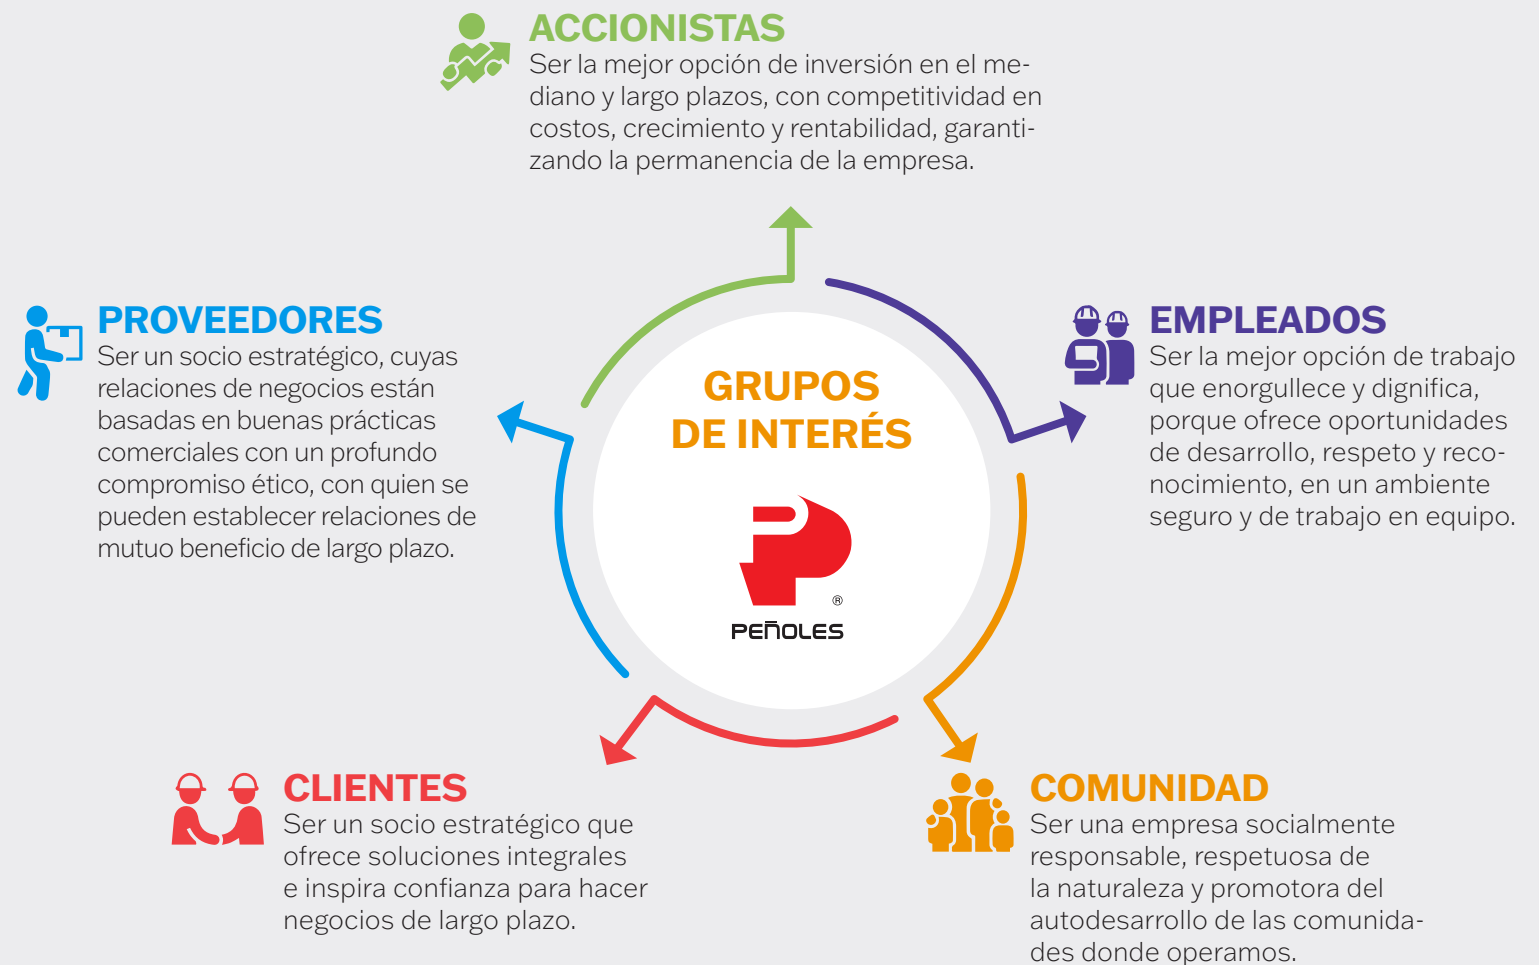 ACCIONISTAS
Ser la mejor opción de inversión en el me-
diano y largo plazos, con competitividad en
costos, crecimiento y rentabilidad, garanti-
zando la permanencia de la empresa.
PROVEEDORES
Ser un socio estratégico, cuyas
relaciones de negocios están
basadas en buenas prácticas
comerciales con un profundo
compromiso ético, con quien se
pueden establecer relaciones de
mutuo beneficio de largo plazo.
GRUPOS
DE INTERÉS
®
PEÑOLES
EMPLEADOS
Ser la mejor opción de trabajo
que enorgullece y dignifica,
porque ofrece oportunidades
de desarrollo, respeto y reco-
nocimiento, en un ambiente
seguro y de trabajo en equipo.
CLIENTES
Ser un socio estratégico que
ofrece soluciones integrales
e inspira confianza para hacer
negocios de largo plazo.
COMUNIDAD
Ser una empresa socialmente
responsable, respetuosa de
la naturaleza y promotora del
autodesarrollo de las comunida-
des donde operamos.